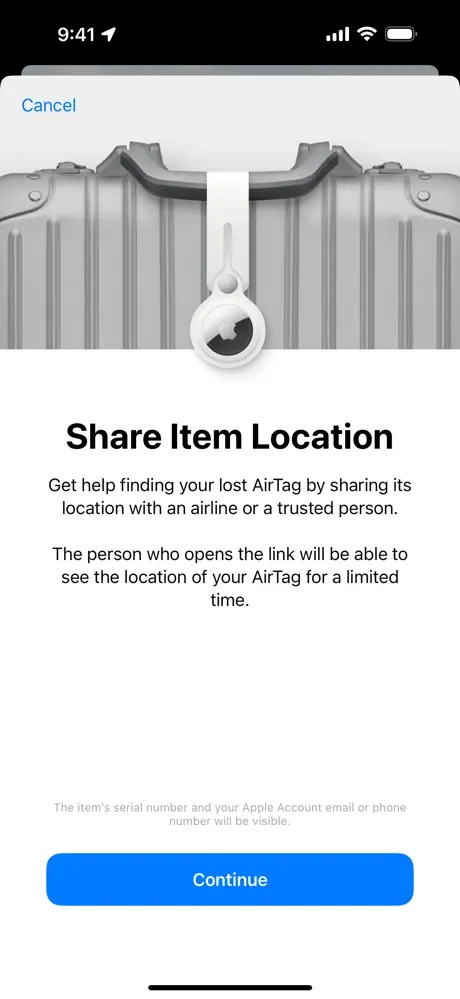 9:41
Cancel
Share Item Location
Get help finding your lost AirTag by sharing its
location with an airline or a trusted person.
The person who opens the link will be able to
see the location of your AirTag for a limited
time.
The item's serial number and your Apple Account email or phone
number will be visible.
Continue